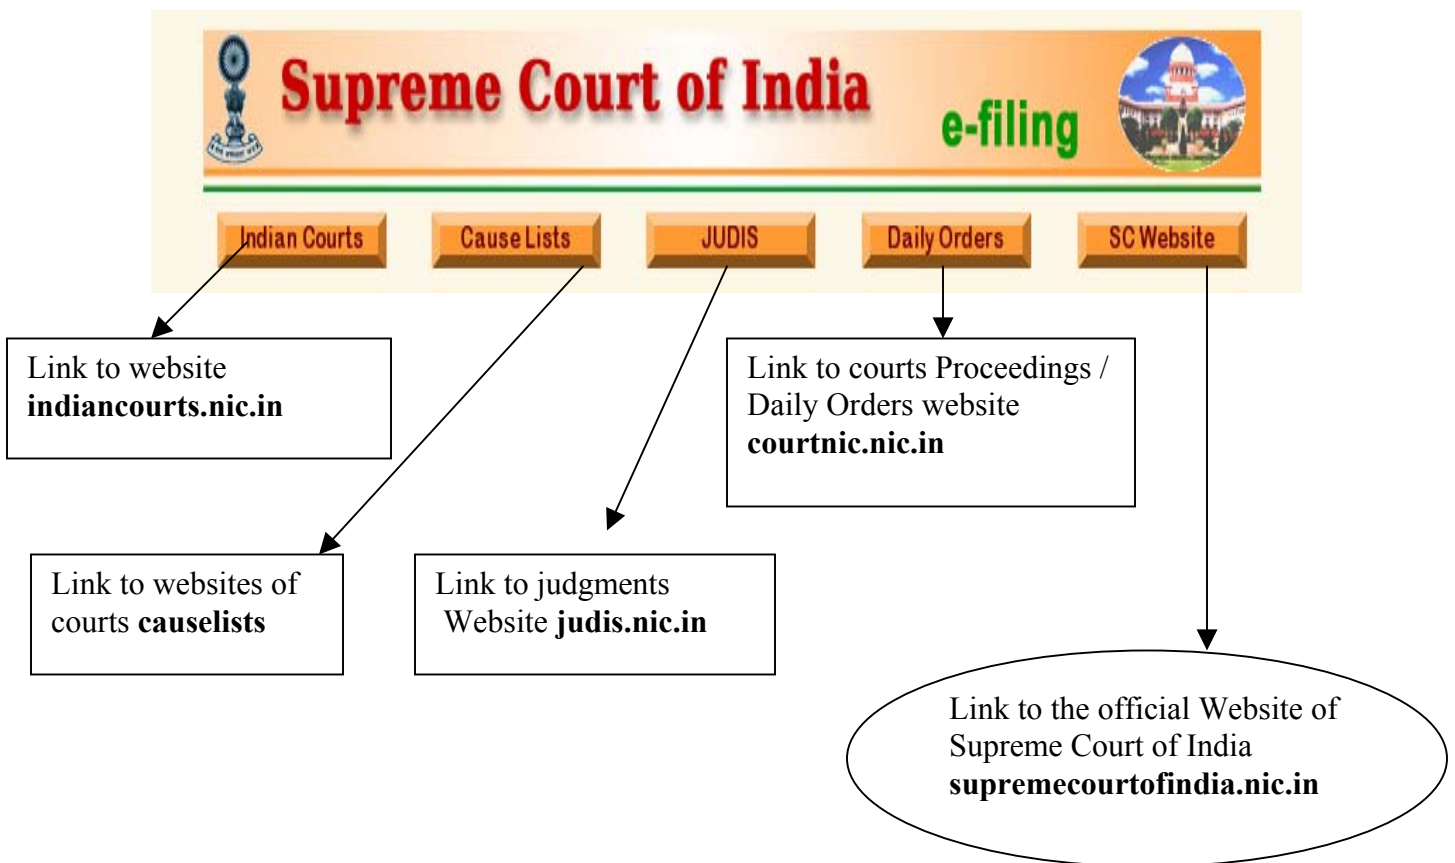 Supreme Court of India
e-filing
Indian Courts
Cause Lists
JUDIS
Daily Orders
SC Website
Link to website
indiancourts.nic.in
Link to courts Proceedings /
Daily Orders website
courtnic.nic.in
Link to websites of
courts causelists
Link to judgments
Website judis.nic.in
Link to the official Website of
Supreme Court of India
supremecourtofindia.nic.in